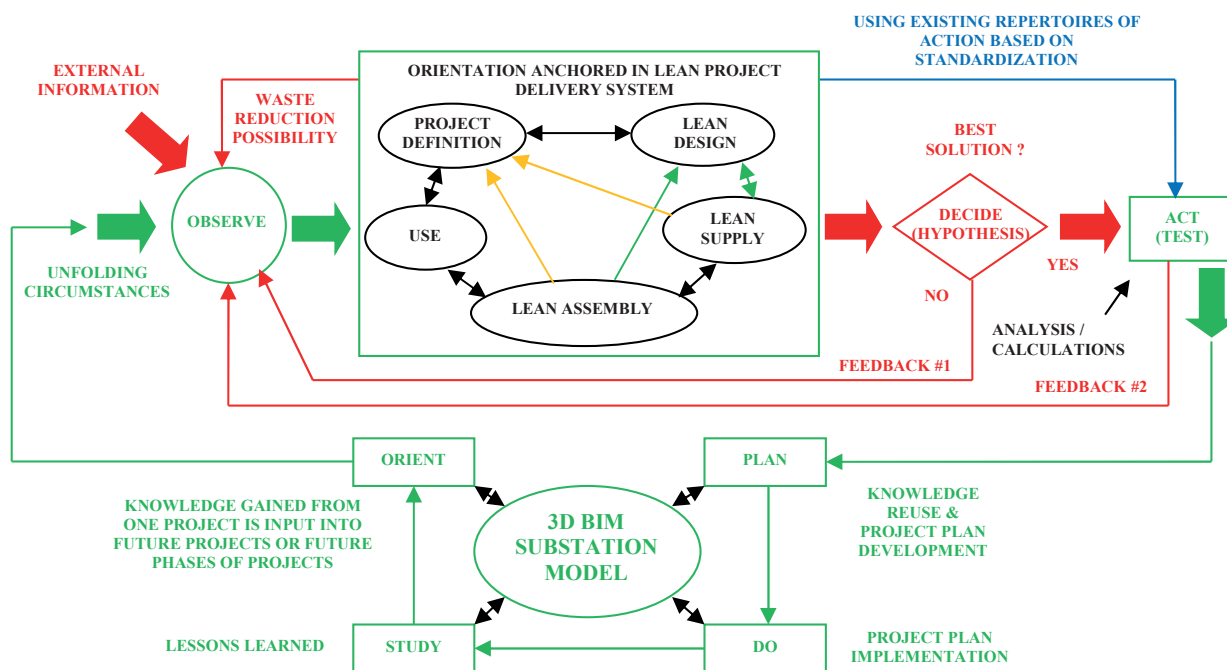 USING EXISTING REPERTOIRES OF
ACTION BASED ON
STANDARDIZATION
EXTERNAL
INFORMATION
WASTE
REDUCTION
POSSIBILITY
ORIENTATION ANCHORED IN LEAN PROJECT
DELIVERY SYSTEM
PROJECT
DEFINITION
LEAN
DESIGN
USE
LEAN
SUPPLY
LEAN ASSEMBLY
OBSERVE
UNFOLDING
CIRCUMSTANCES
BEST
SOLUTION ?
DECIDE
(HYPOTHESIS)
YES
NO
ACT
(TEST)
ANALYSIS /
CALCULATIONS
FEEDBACK #1
FEEDBACK #2
ORIENT
PLAN
KNOWLEDGE GAINED FROM
ONE PROJECT IS INPUT INTO
FUTURE PROJECTS OR FUTURE
PHASES OF PROJECTS
3D BIM
SUBSTATION
MODEL
KNOWLEDGE
REUSE &
PROJECT PLAN
DEVELOPMENT
LESSONS LEARNED
STUDY
DO
PROJECT PLAN
IMPLEMENTATION